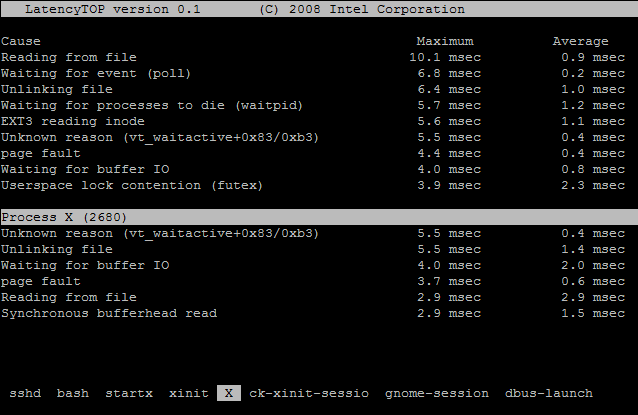 LatencyTOP version 0.1 (C) 2008 Intel Corporation
Cause Maximum Average
Reading from file 10.1 msec 0.9 msec
Waiting for event (poll) 6.8 msec 0.2 msec
Unlinking file 6.4 msec 1.0 msec
Waiting for processes to die (waitpid) 5.7 msec 1.2 msec
EXT3 reading inode 5.6 msec 1.1 msec
Unknown reason (vt_waitactive+0x83/0xb3) 5.5 msec 0.4 msec
page fault 4.4 msec 0.4 msec
Waiting for buffer IO 4.0 msec 0.8 msec
Userspace lock contention (futex) 3.9 msec 2.3 msec
Process X (2680)
Unknown reason (vt_waitactive+0x83/0xb3) 5.5 msec 0.4 msec
Unlinking file 5.5 msec 1.4 msec
Waiting for buffer IO 4.0 msec 2.0 msec
page fault 3.7 msec 0.6 msec
Reading from file 2.9 msec 2.9 msec
Synchronous bufferhead read 2.9 msec 1.5 msec
sshd bash startx xinit X ck-xinit-sessio gnome-session dbus-launch